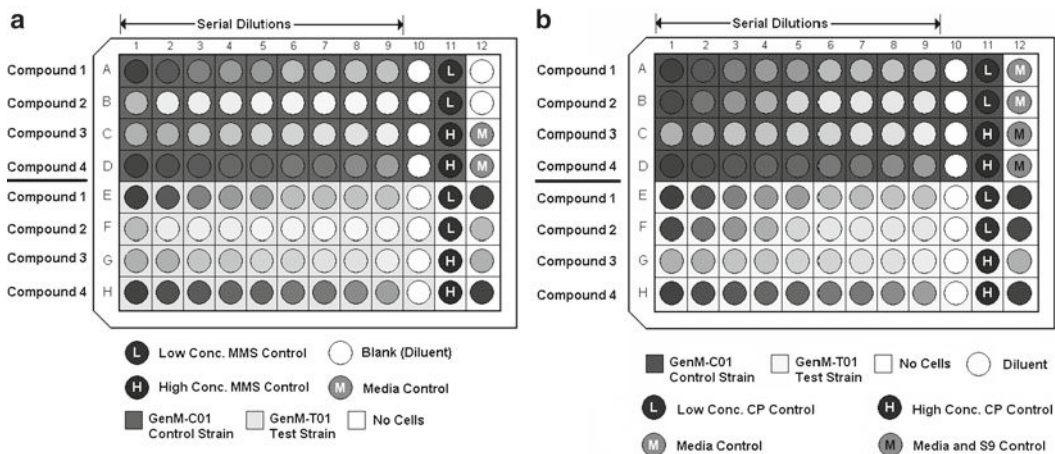 a
Serial Dilutions
1 2 3 4 5 6 7 8 9 10 11 12
Compound 1 A L
Compound 2 B L
Compound 3 C H M
Compound 4 D H M
Compound 1 E L
Compound 2 F L
Compound 3 G H
Compound 4 H H
L Low Conc. MMS Control Blank (Diluent)
H High Conc. MMS Control M Media Control
GenM-C01 GenM-T01 No Cells
Control Strain Test Strain
b
Serial Dilutions
1 2 3 4 5 6 7 8 9 10 11 12
Compound 1 A L M
Compound 2 B L M
Compound 3 C H M
Compound 4 D H M
Compound 1 E L
Compound 2 F L
Compound 3 G H
Compound 4 H H
GenM-C01 GenM-T01 No Cells Diluent
Control Strain Test Strain
L Low Conc. CP Control H High Conc. CP Control
M Media Control M Media and S9 Control